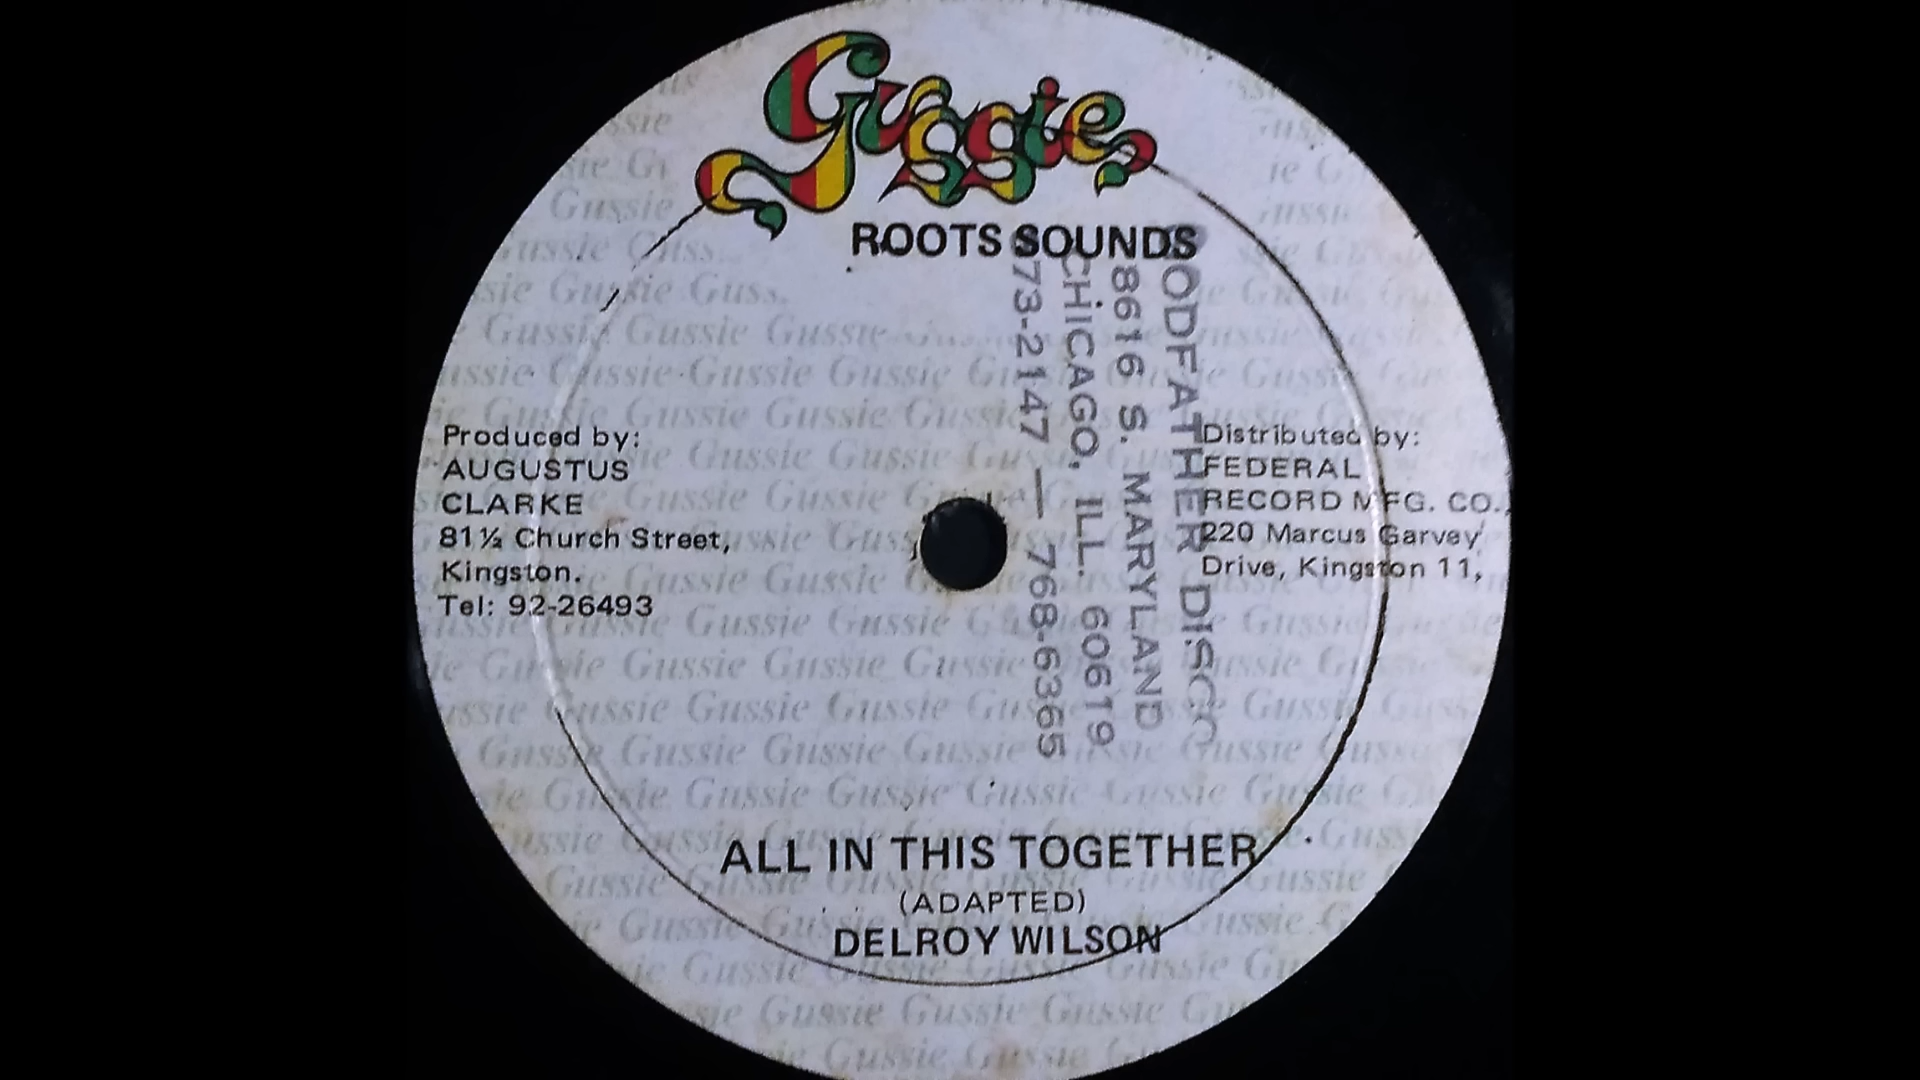 Gussie
ROOTS SOUNDS
Produced by:
AUGUSTUS
CLARKE
81½ Church Street,
Kingston.
Tel: 92-26493
Distributed by:
FEDERAL
RECORD MFG. CO.,
220 Marcus Garvey
Drive, Kingston 11,
GODFATHER DISCO
8616 S. MARYLAND
CHICAGO, ILL. 60619
873-2147 — 768-6365
ALL IN THIS TOGETHER
(ADAPTED)
DELROY WILSON